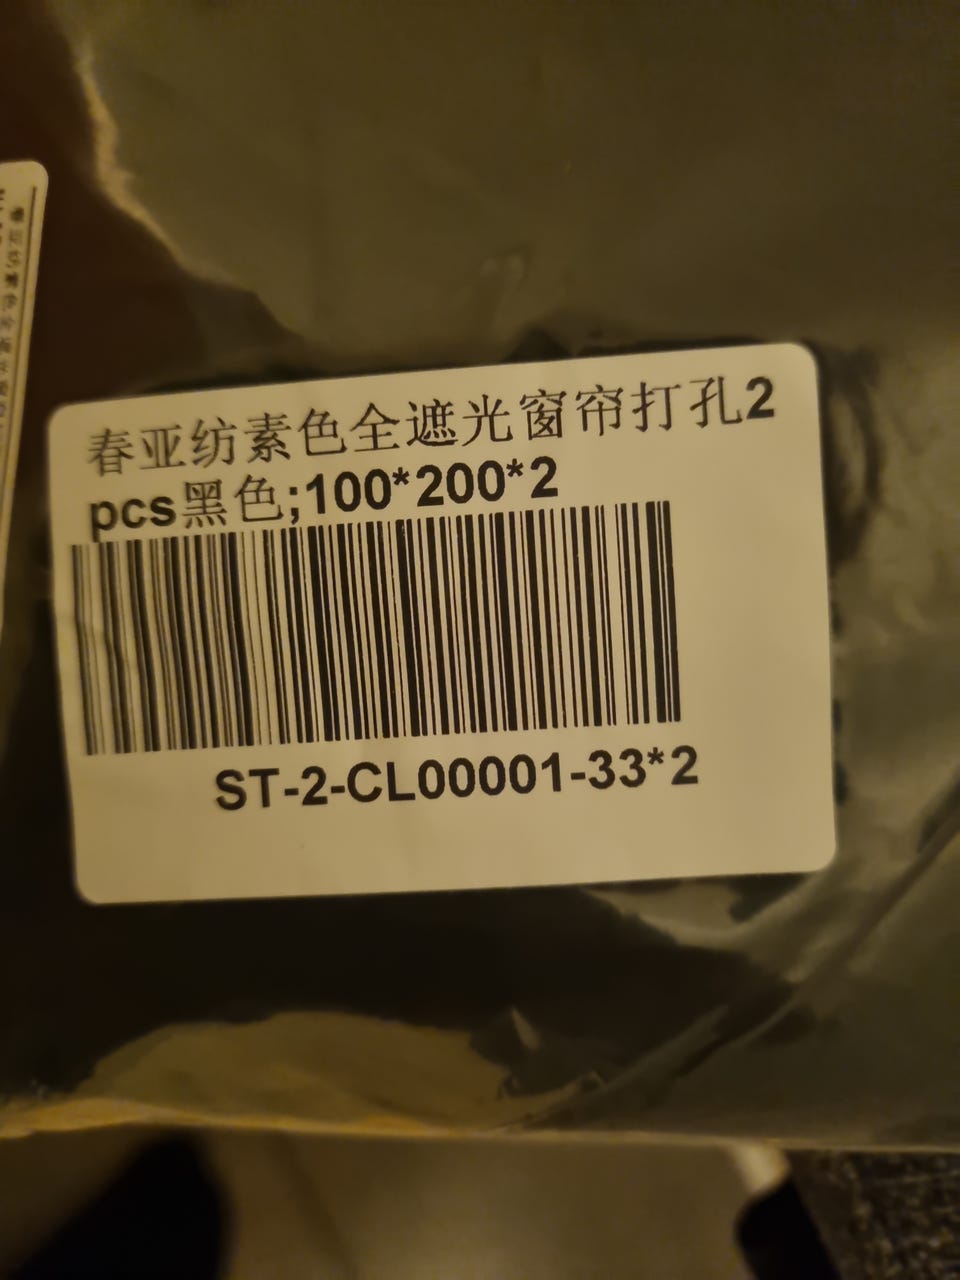 春亚纺素色全遮光窗帘打孔2
pcs黑色;100*200*2
ST-2-CL00001-33*2